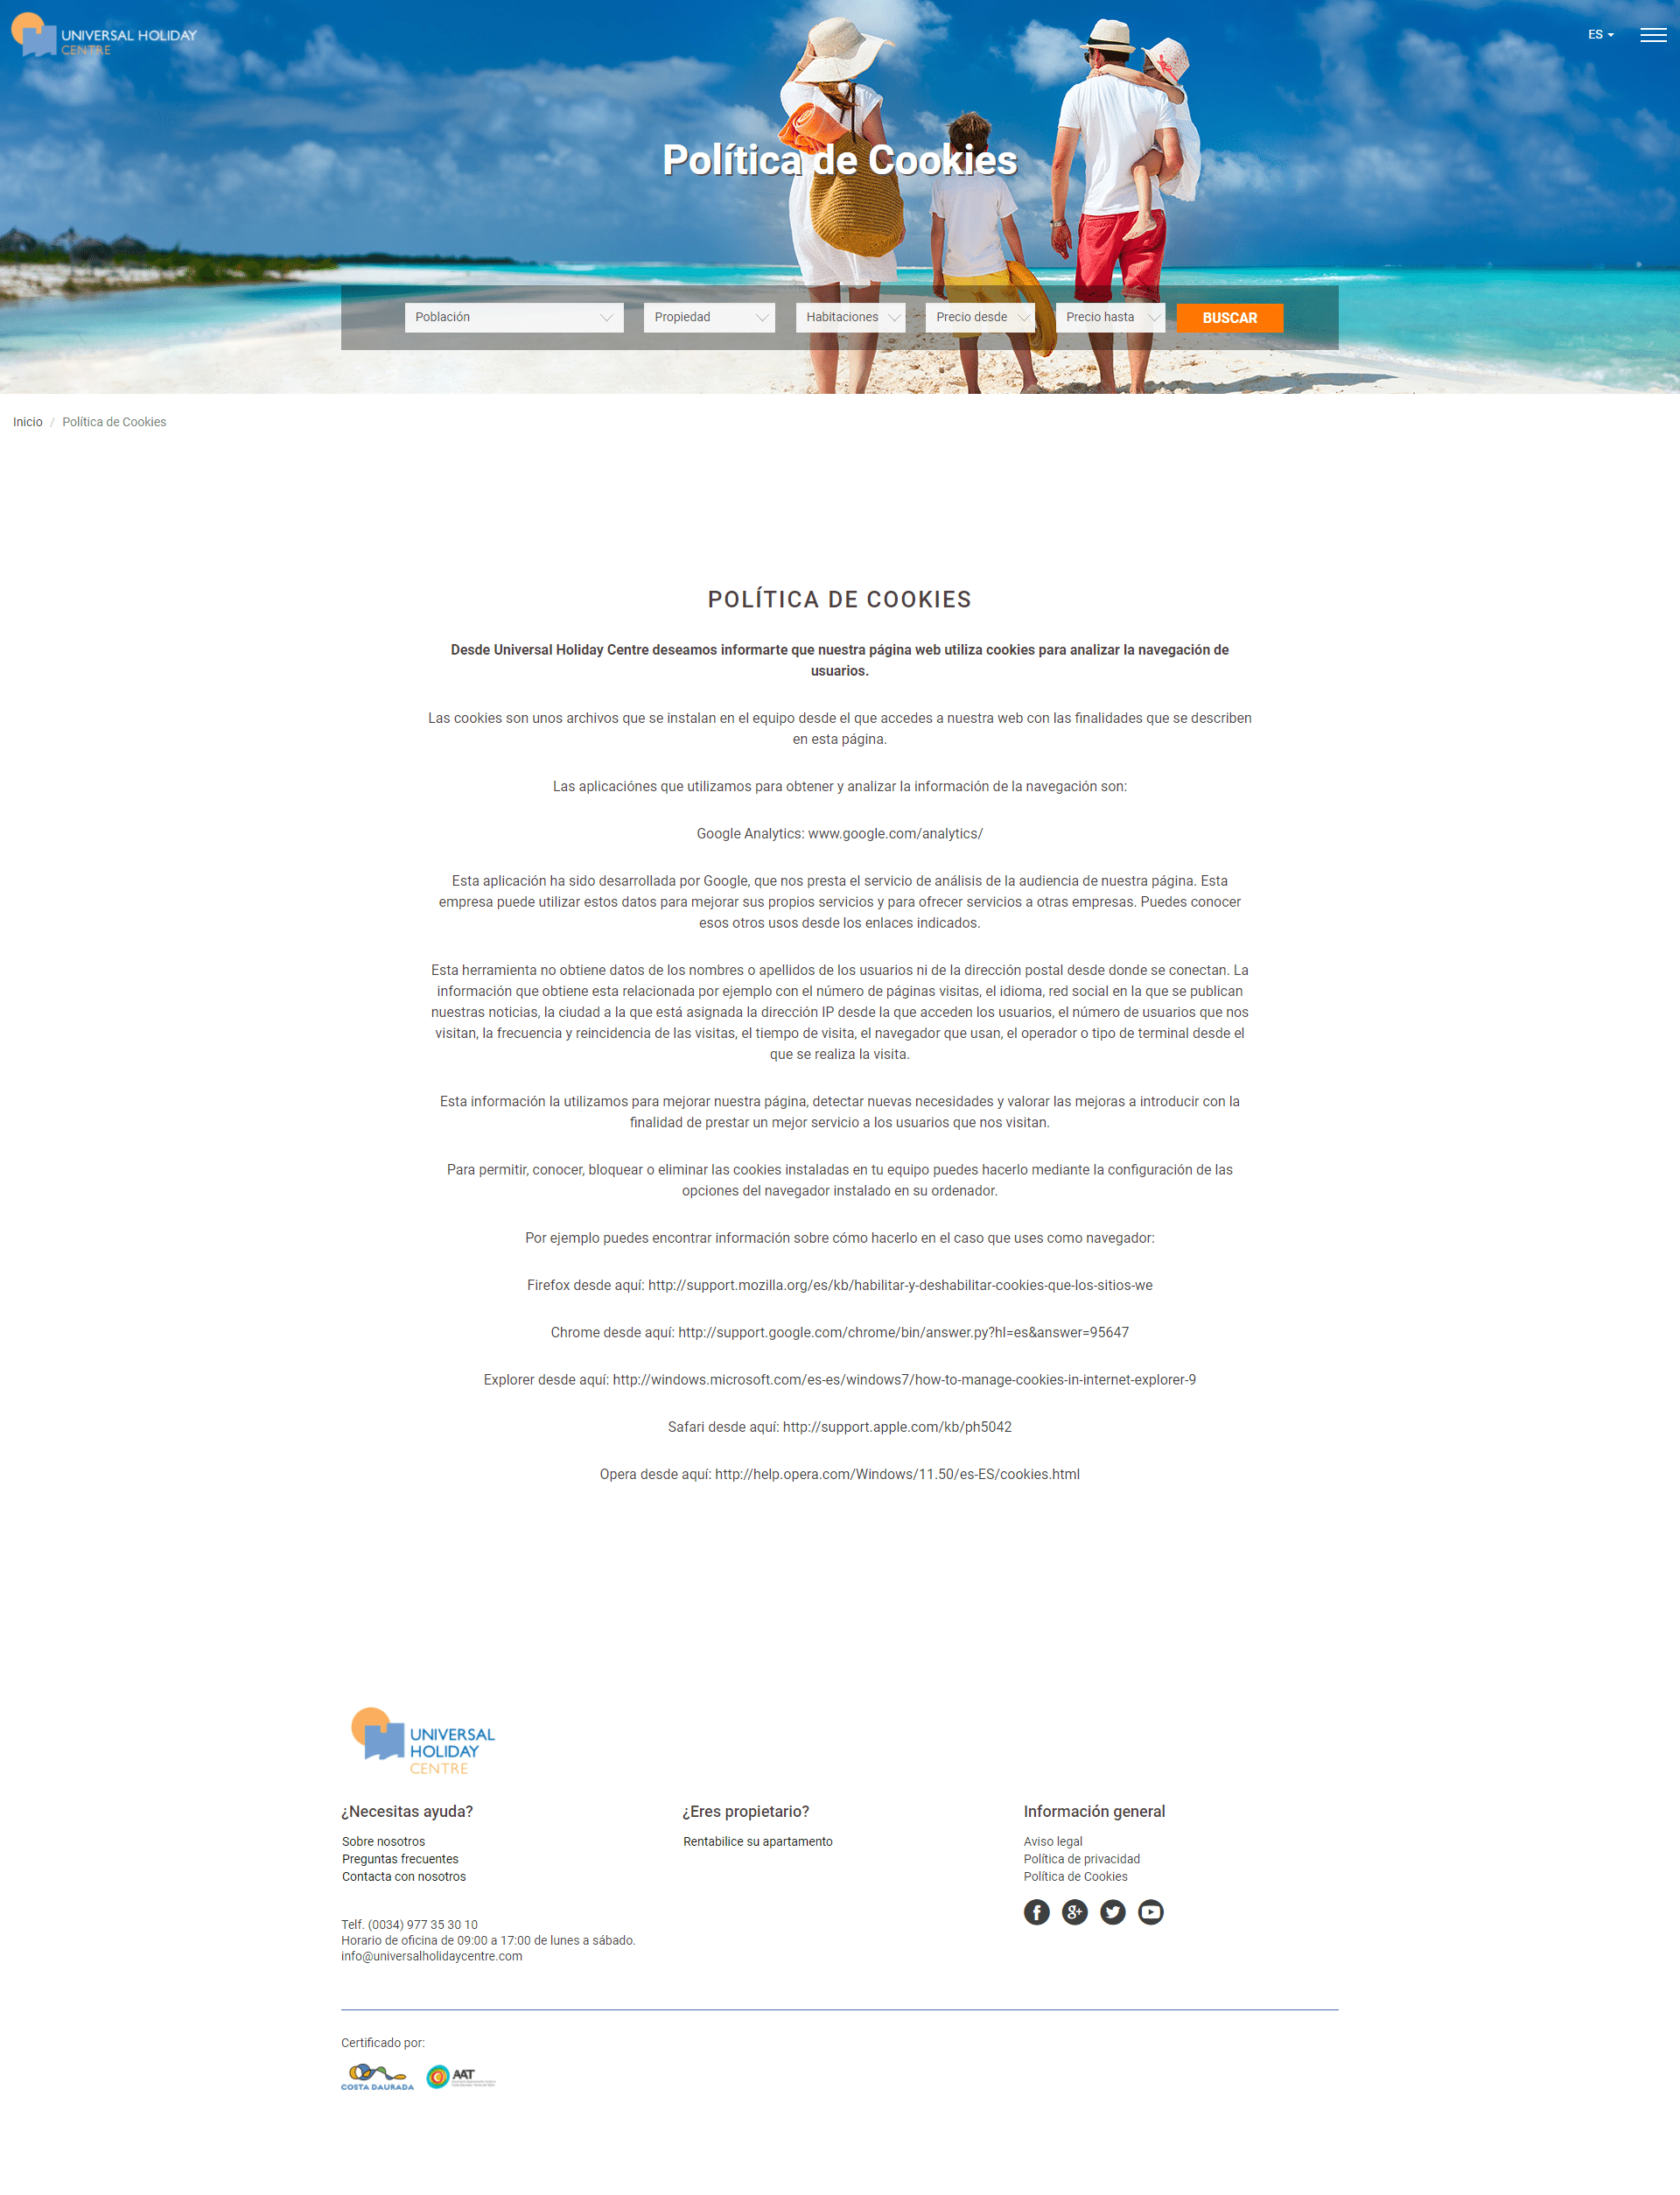 UNIVERSAL HOLIDAY
CENTRE
ES
Política de Cookies
Población
Propiedad
Habitaciones
Precio desde
Precio hasta
BUSCAR
Inicio / Política de Cookies
POLÍTICA DE COOKIES
Desde Universal Holiday Centre deseamos informarte que nuestra página web utiliza cookies para analizar la navegación de
usuarios.
Las cookies son unos archivos que se instalan en el equipo desde el que accedes a nuestra web con las finalidades que se describen
en esta página.
Las aplicaciónes que utilizamos para obtener y analizar la información de la navegación son:
Google Analytics: www.google.com/analytics/
Esta aplicación ha sido desarrollada por Google, que nos presta el servicio de análisis de la audiencia de nuestra página. Esta
empresa puede utilizar estos datos para mejorar sus propios servicios y para ofrecer servicios a otras empresas. Puedes conocer
esos otros usos desde los enlaces indicados.
Esta herramienta no obtiene datos de los nombres o apellidos de los usuarios ni de la dirección postal desde donde se conectan. La
información que obtiene esta relacionada por ejemplo con el número de páginas visitas, el idioma, red social en la que se publican
nuestras noticias, la ciudad a la que está asignada la dirección IP desde la que acceden los usuarios, el número de usuarios que nos
visitan, la frecuencia y reincidencia de las visitas, el tiempo de visita, el navegador que usan, el operador o tipo de terminal desde el
que se realiza la visita.
Esta información la utilizamos para mejorar nuestra página, detectar nuevas necesidades y valorar las mejoras a introducir con la
finalidad de prestar un mejor servicio a los usuarios que nos visitan.
Para permitir, conocer, bloquear o eliminar las cookies instaladas en tu equipo puedes hacerlo mediante la configuración de las
opciones del navegador instalado en su ordenador.
Por ejemplo puedes encontrar información sobre cómo hacerlo en el caso que uses como navegador:
Firefox desde aquí: http://support.mozilla.org/es/kb/habilitar-y-deshabilitar-cookies-que-los-sitios-we
Chrome desde aquí: http://support.google.com/chrome/bin/answer.py?hl=es&answer=95647
Explorer desde aquí: http://windows.microsoft.com/es-es/windows7/how-to-manage-cookies-in-internet-explorer-9
Safari desde aquí: http://support.apple.com/kb/ph5042
Opera desde aquí: http://help.opera.com/Windows/11.50/es-ES/cookies.html
UNIVERSAL
HOLIDAY
CENTRE
¿Necesitas ayuda?
Sobre nosotros
Preguntas frecuentes
Contacta con nosotros
Telf. (0034) 977 35 30 10
Horario de oficina de 09:00 a 17:00 de lunes a sábado.
info@universalholidaycentre.com
¿Eres propietario?
Rentabilice su apartamento
Información general
Aviso legal
Política de privacidad
Política de Cookies
Certificado por:
COSTA DAURADA
AAT